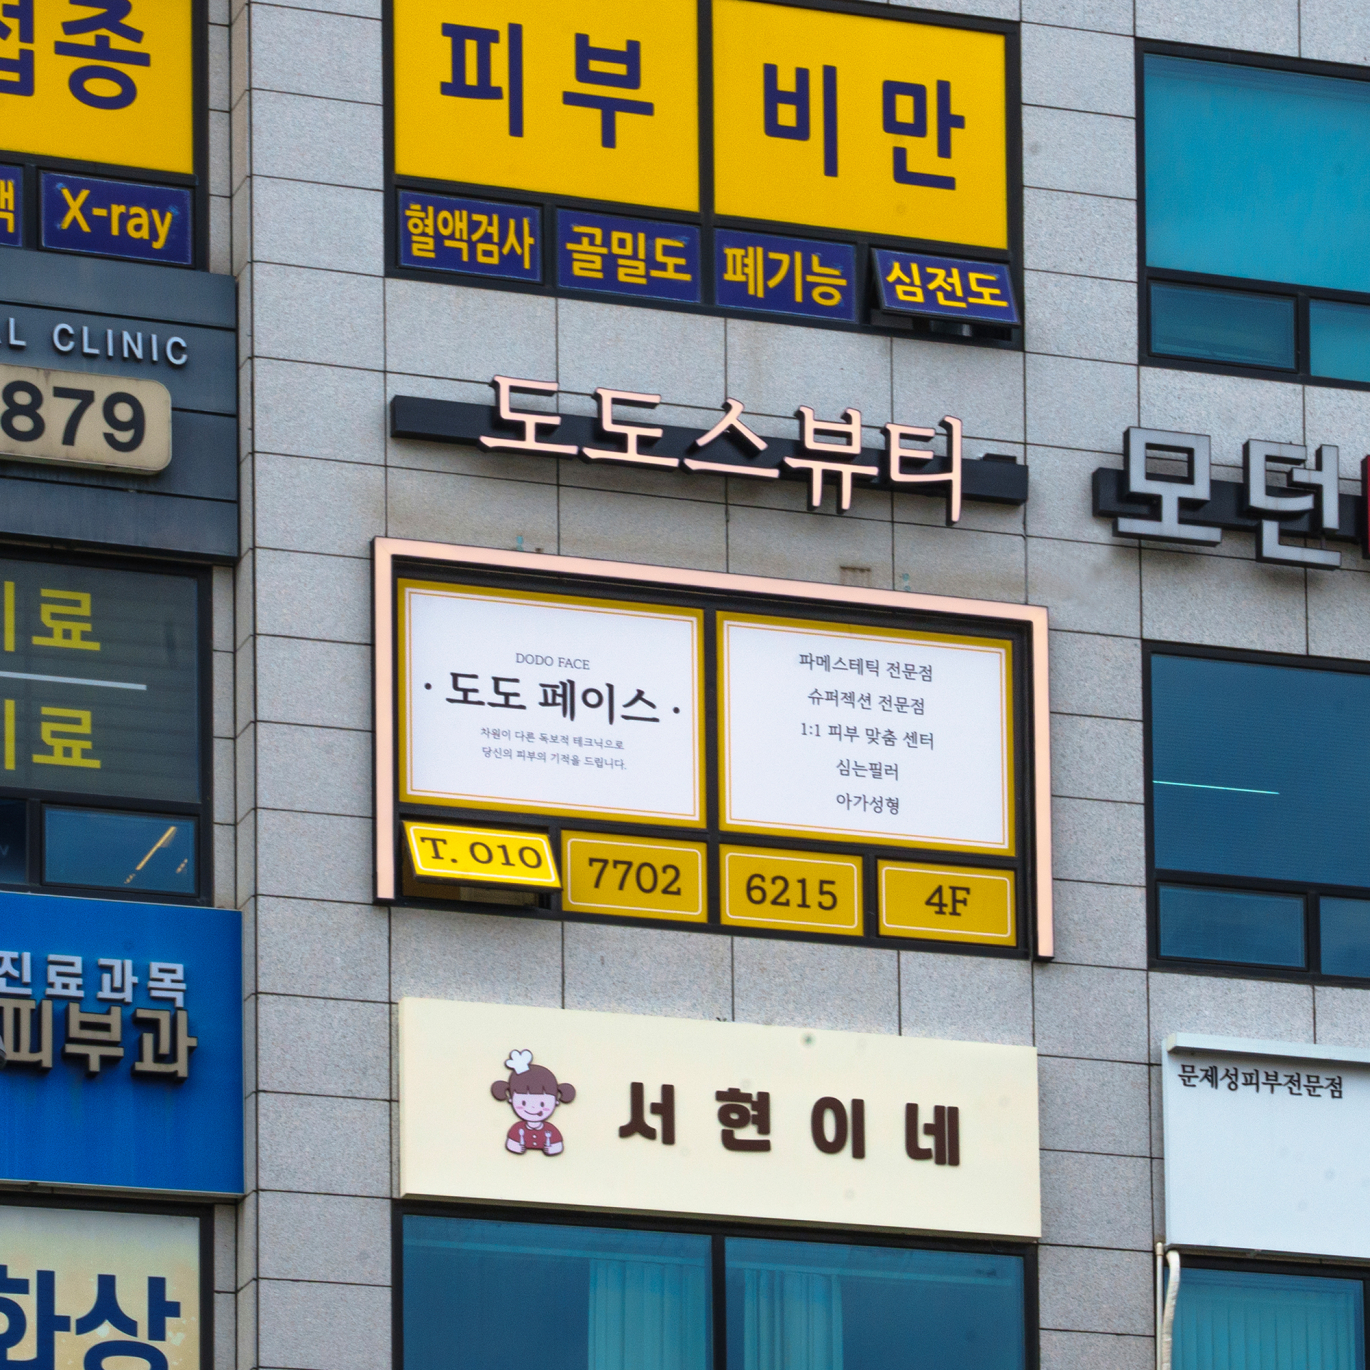 접종
X-ray
피부 비만
혈액검사 골밀도 폐기능 심전도
CLINIC
879
도도스뷰티
모던
DODO FACE
· 도도 페이스 ·
차원이 다른 독보적 테크닉으로
당신의 피부의 기적을 드립니다.
파메스테틱 전문점
슈퍼젝션 전문점
1:1 피부 맞춤 센터
심는필러
아가성형
T. 010 7702 6215 4F
료
료
진료과목
피부과
서현이네
문제성피부전문점
화상